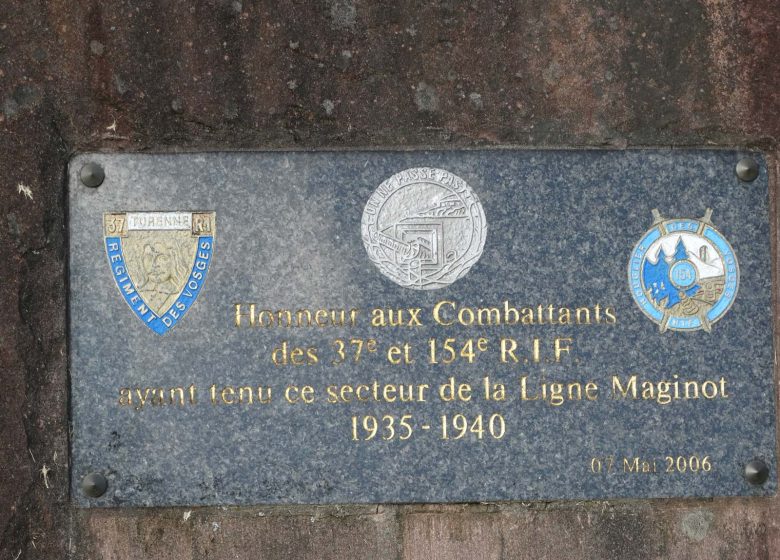 ON NE PASSE PAS
37 TURENNE RI
REGIMENT DES VOSGES
154
Honneur aux Combattants
des 37e et 154e R.I.F.
ayant tenu ce secteur de la Ligne Maginot
1935 - 1940
07 Mai 2006